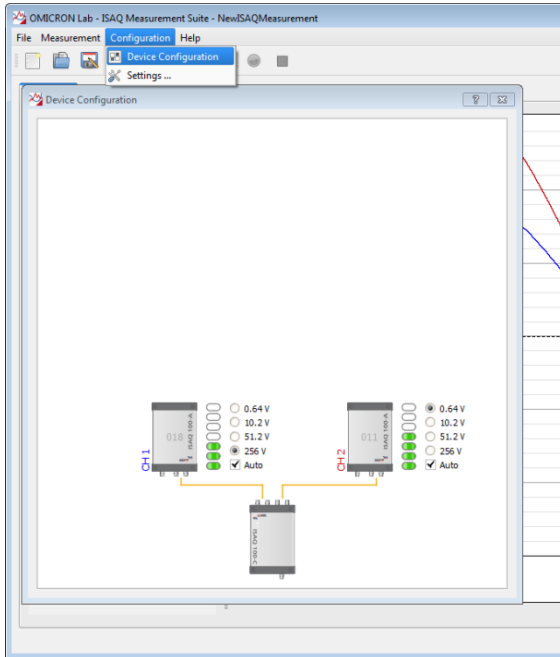 OMICRON Lab - ISAQ Measurement Suite - NewISAQMeasurement
File Measurement Configuration Help
Device Configuration
Settings ...
Device Configuration
CH 1
018
ISAQ 100-A
0.64 V
10.2 V
51.2 V
256 V
Auto
CH 2
011
ISAQ 100-A
0.64 V
10.2 V
51.2 V
256 V
Auto
ISAQ 100-C